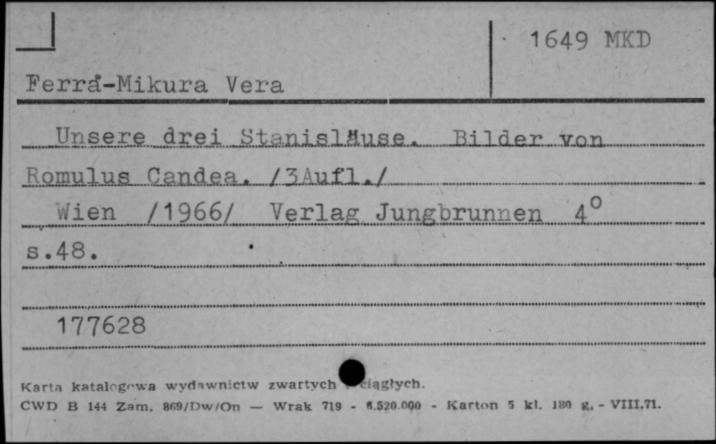 1649 MKD
Ferrá-Mikura Vera
Unsere drei Stanisläuse. Bilder von
Romulus Candea. /3Aufl./
Wien /1966/ Verlag Jungbrunnen 4°
s.48.
177628
Karta katalogowa wydawnictw zwartych ciągłych.
CWD B 144 Zam. 869/Dw/On — Wrak 719 - 6.520.000 - Karton 5 kl. 180 g. - VIII.71.